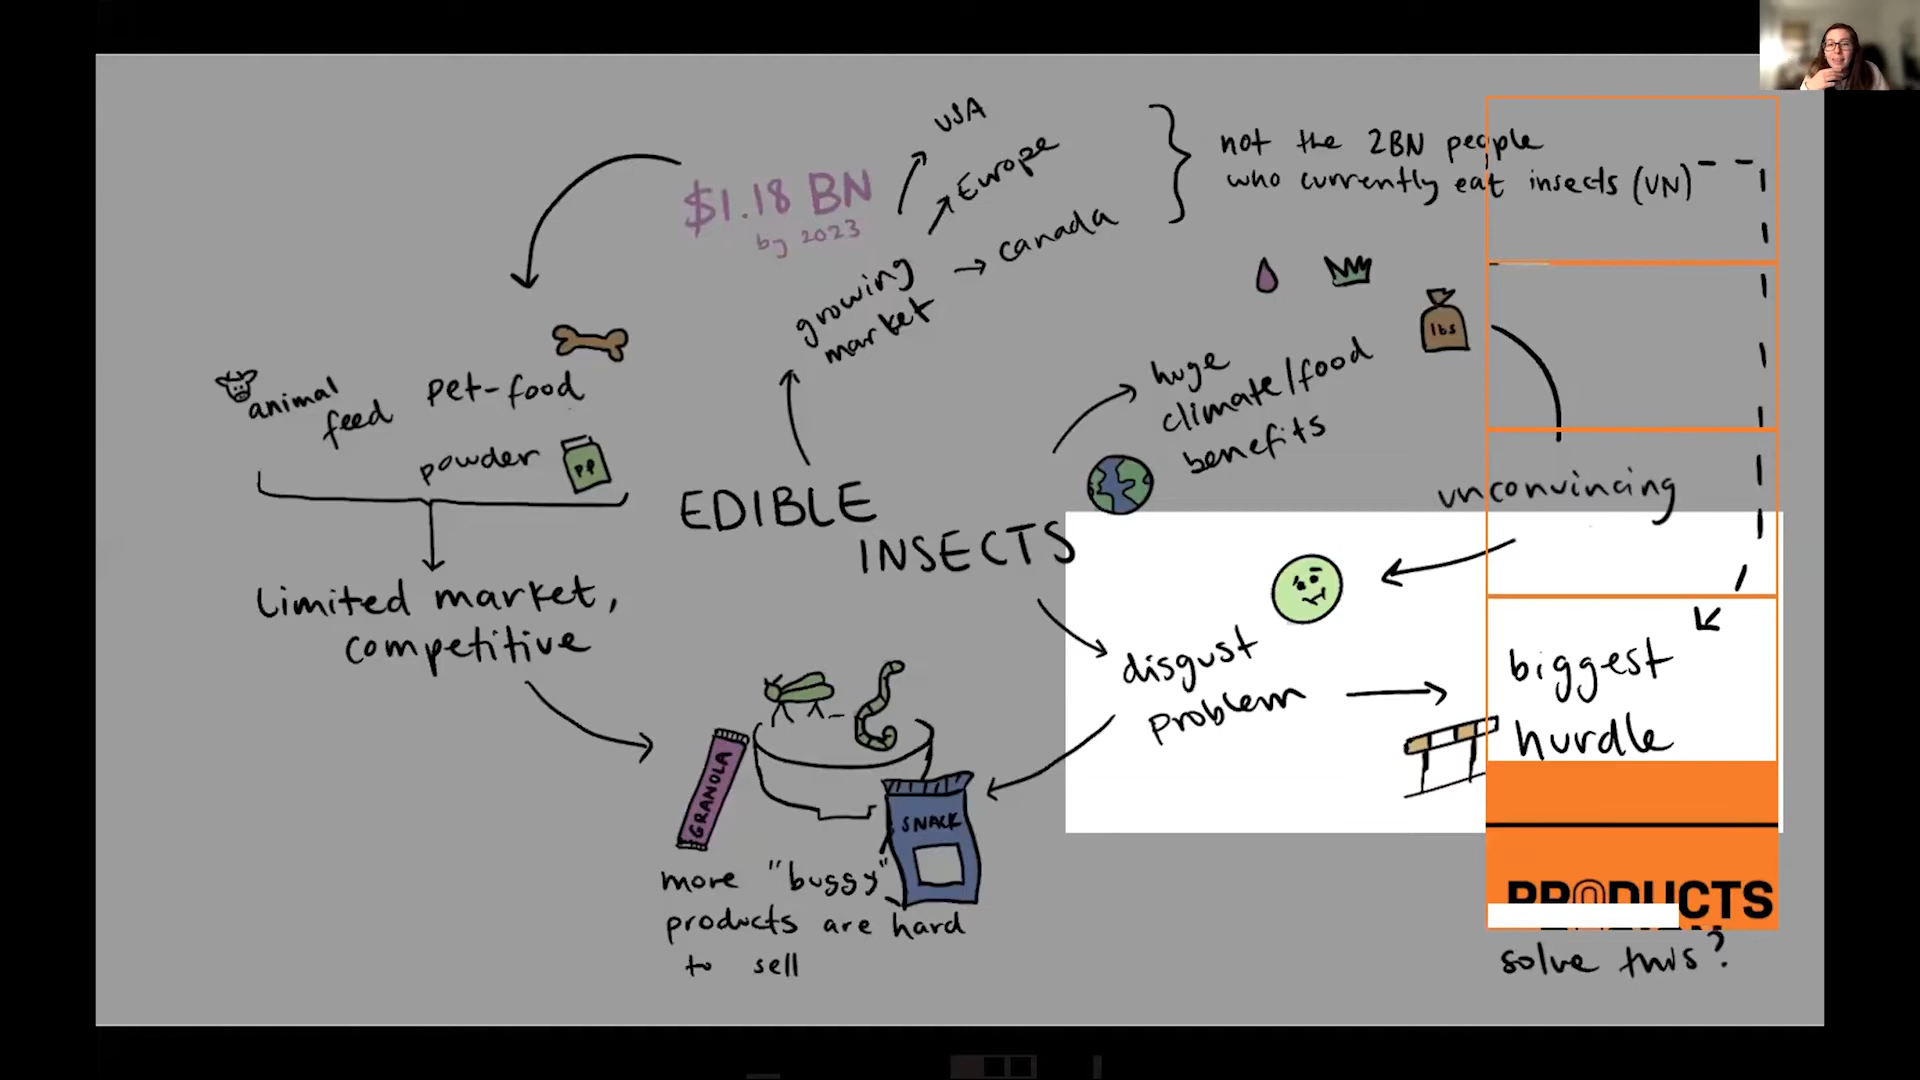 USA
Europe
canada
$1.18 BN
by 2023
growing
market
not the 2BN people
who currently eat insects (UN)
lbs
huge
climate/food
benefits
animal
feed
pet-food
powder
PP
unconvincing
EDIBLE
INSECTS
limited market,
competitive
disgust
problem
biggest
hurdle
GRANOLA
SNACK
more "buggy"
products are hard
to sell
PRODUCTS
solve this?